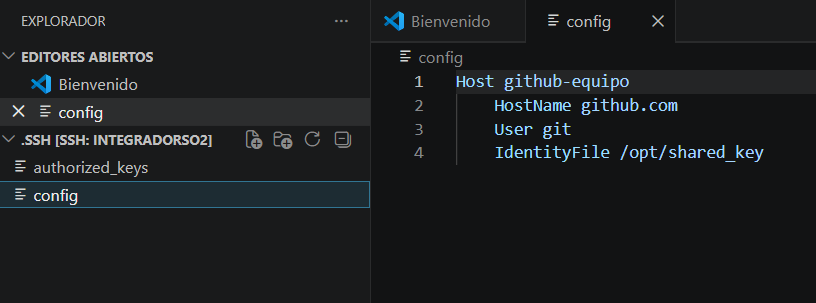 EXPLORADOR
EDITORES ABIERTOS
Bienvenido
config
.SSH [SSH: INTEGRADORSO2]
authorized_keys
config
Bienvenido
config
config
1 Host github-equipo
2 HostName github.com
3 User git
4 IdentityFile /opt/shared_key